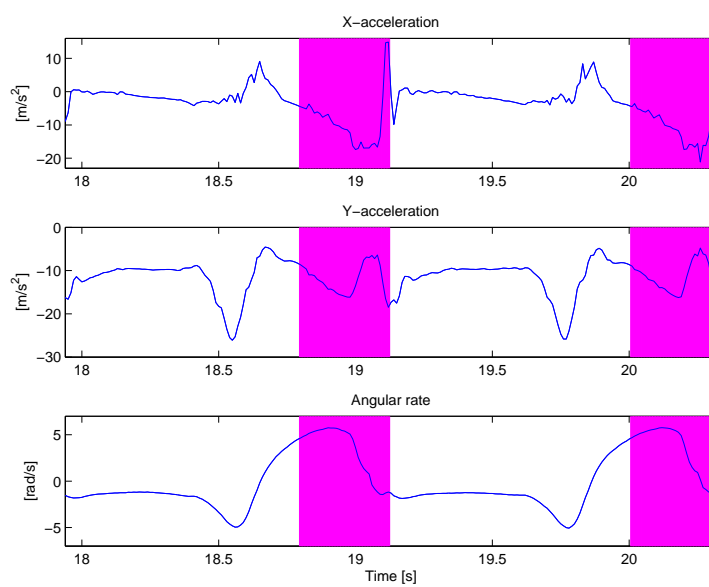 X−acceleration
10
0
−10
−20
[m/s²]
18 18.5 19 19.5 20
Y−acceleration
0
−10
−20
−30
[m/s²]
18 18.5 19 19.5 20
Angular rate
5
0
−5
[rad/s]
18 18.5 19 19.5 20
Time [s]